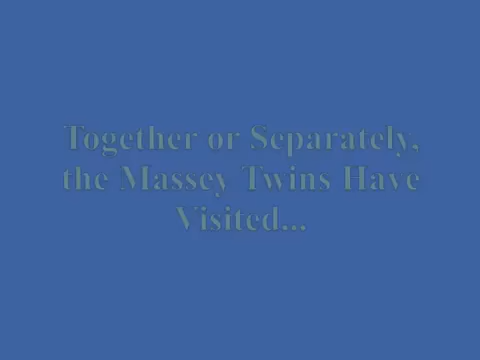 Together or Separately,
the Massey Twins Have
Visited...